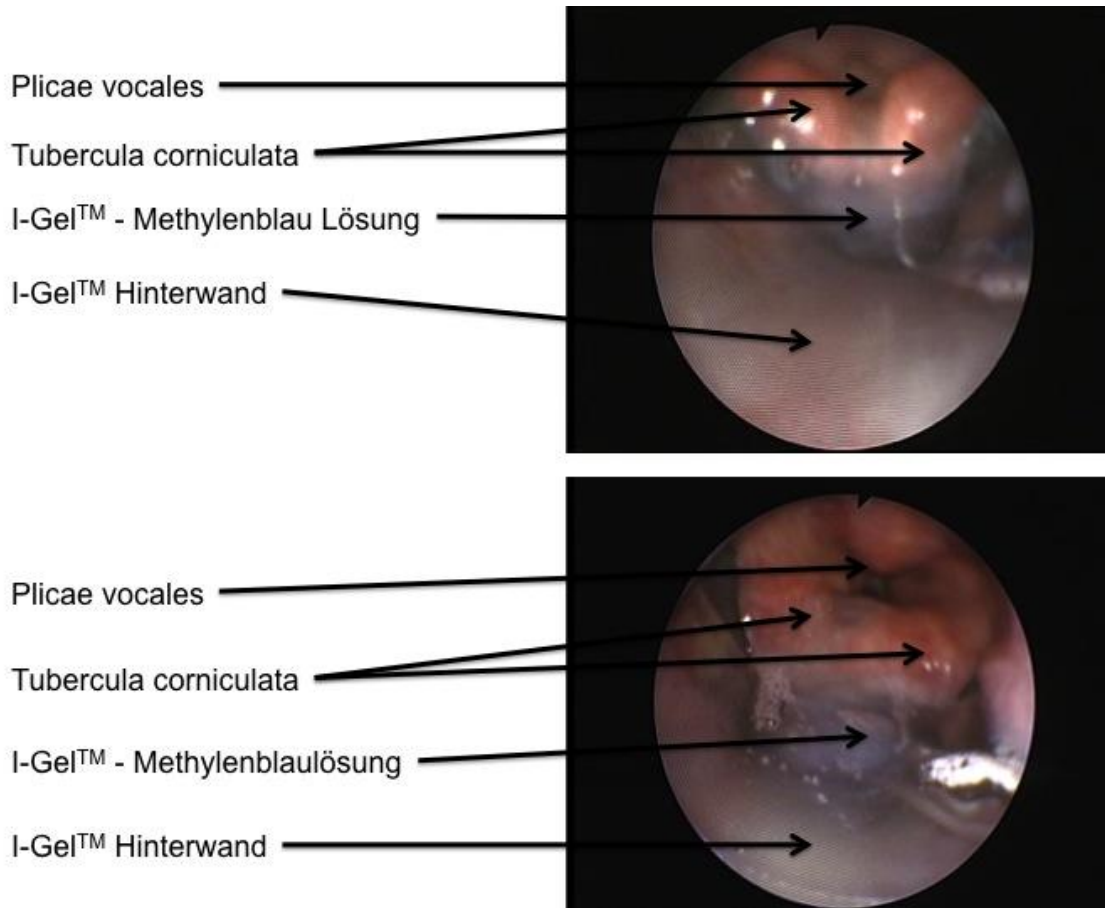 Plicae vocales
Tubercula corniculata
I-Gel™ - Methylenblau Lösung
I-Gel™ Hinterwand
Plicae vocales
Tubercula corniculata
I-Gel™ - Methylenblaulösung
I-Gel™ Hinterwand